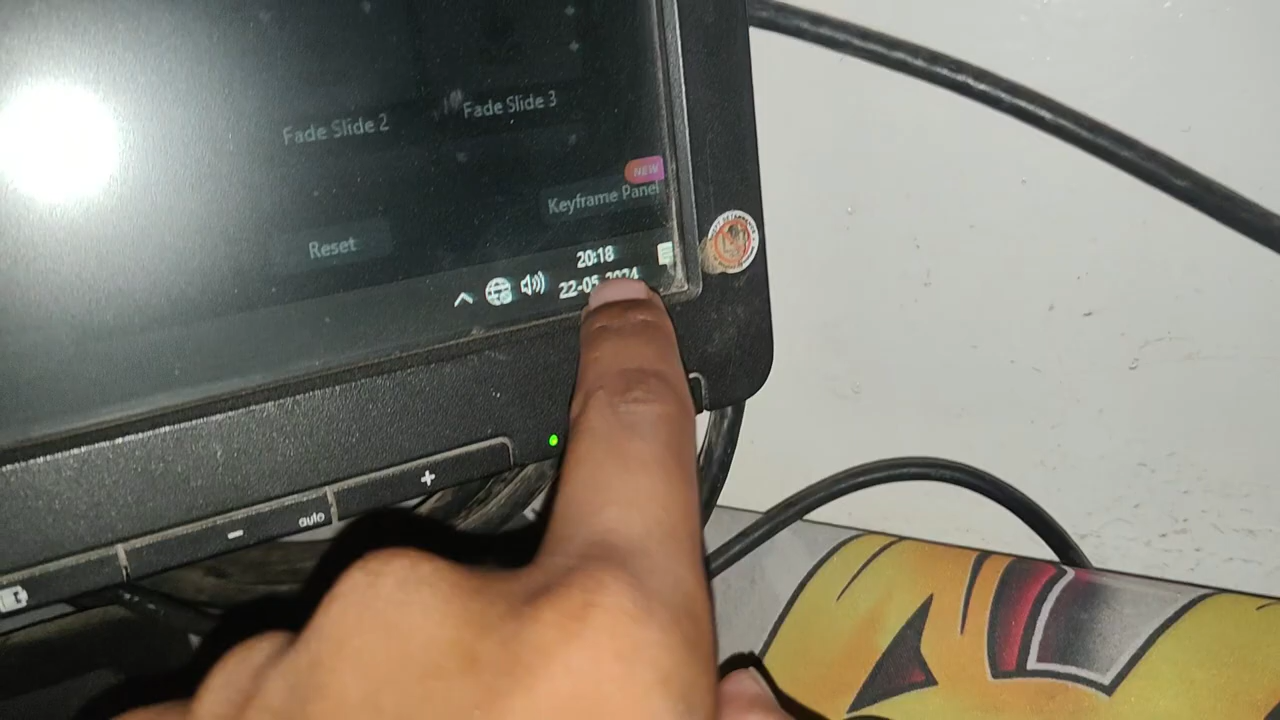 Fade Slide 2
Fade Slide 3
NEW
Keyframe Panel
Reset
20:18
22-05-2024
+
-
auto